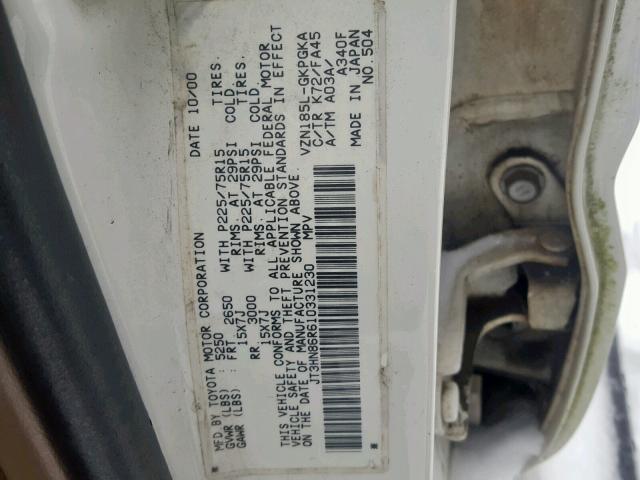 MFD. BY TOYOTA MOTOR CORPORATION DATE 10/00
GVWR (LBS) : 5250
GAWR (LBS) : FRT. 2650 WITH P225/75R15 TIRES.
15X7J RIMS. AT 29PSI COLD.
RR. 3000 WITH P225/75R15 TIRES.
15X7J RIMS. AT 29PSI COLD
THIS VEHICLE CONFORMS TO ALL APPLICABLE FEDERAL MOTOR
VEHICLE SAFETY AND THEFT PREVENTION STANDARDS IN EFFECT
ON THE DATE OF MANUFACTURE SHOWN ABOVE.
JT3HN86R610331230 MPV
VZN185L-GKPGKA
C/TR K72/FA45
A/TM A03A/
A340F
MADE IN JAPAN
NO.504